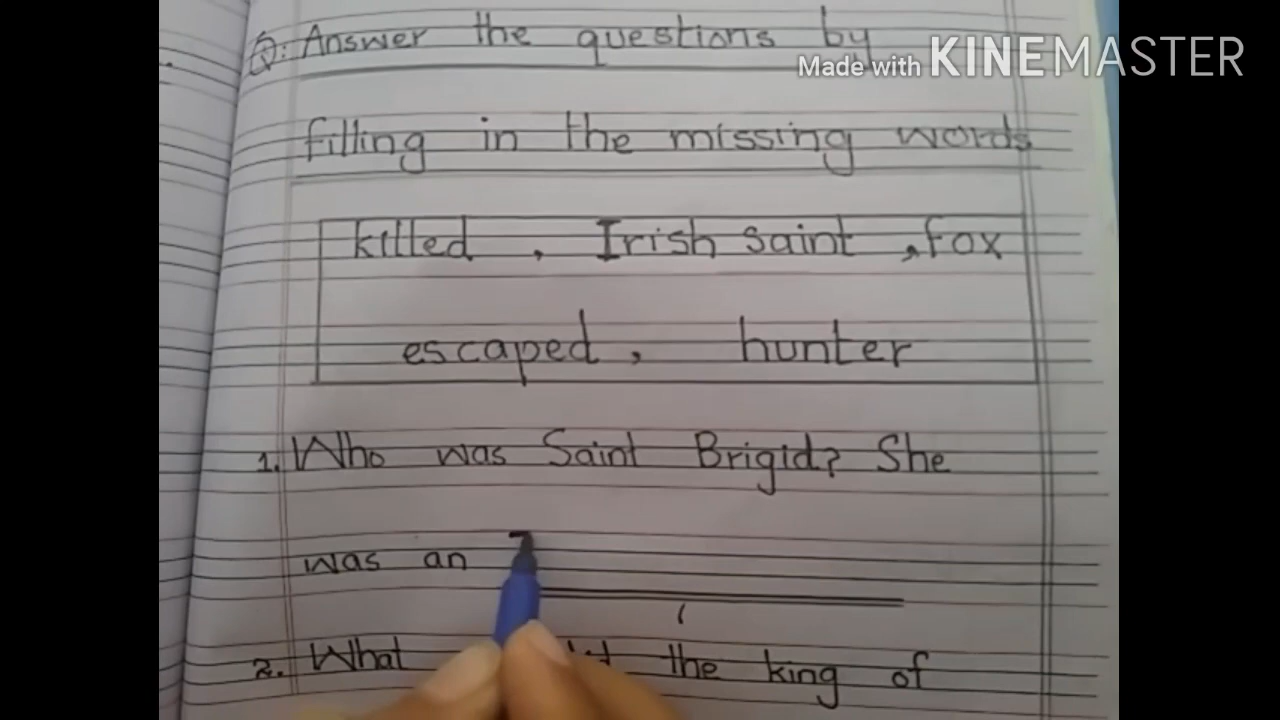 Q: Answer the questions by
Made with KINEMASTER
filling in the missing words
killed , Irish saint , fox
escaped , hunter
1. Who was Saint Brigid? She
was an
2. What the king of